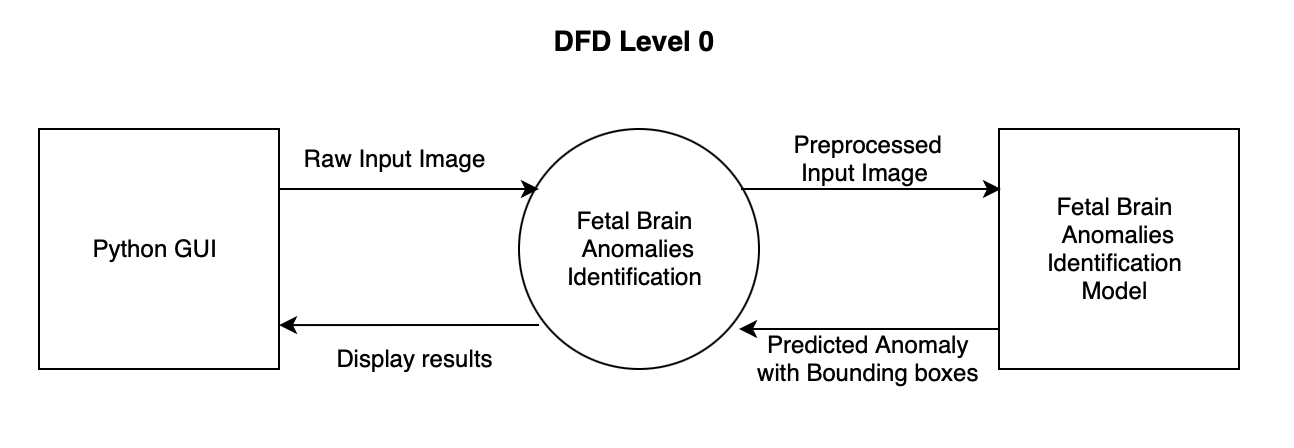 DFD Level 0
Raw Input Image
Preprocessed
Input Image
Python GUI
Fetal Brain
Anomalies
Identification
Fetal Brain
Anomalies
Identification
Model
Display results
Predicted Anomaly
with Bounding boxes